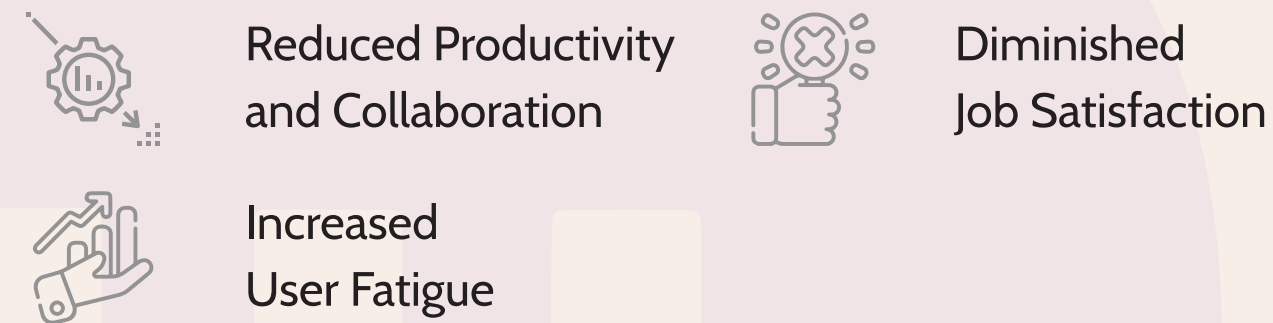 Reduced Productivity
and Collaboration
Diminished
Job Satisfaction
Increased
User Fatigue